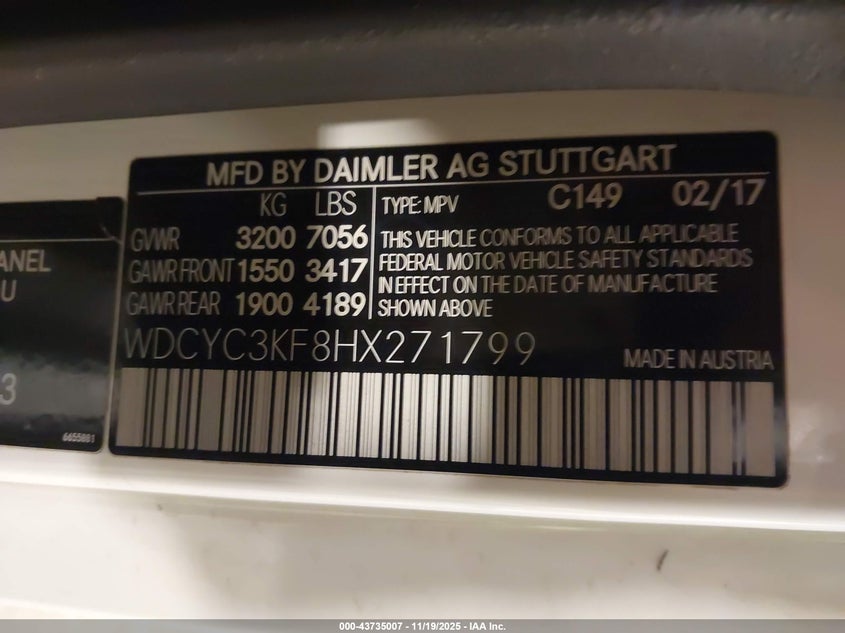 MFD BY DAIMLER AG STUTTGART
KG LBS
GVWR 3200 7056
GAWR FRONT 1550 3417
GAWR REAR 1900 4189
TYPE: MPV C149 02/17
THIS VEHICLE CONFORMS TO ALL APPLICABLE
FEDERAL MOTOR VEHICLE SAFETY STANDARDS
IN EFFECT ON THE DATE OF MANUFACTURE
SHOWN ABOVE
WDCYC3KF8HX271799
MADE IN AUSTRIA
ANEL
U
3
6655001
000-43735007 - 11/19/2025 - IAA Inc.